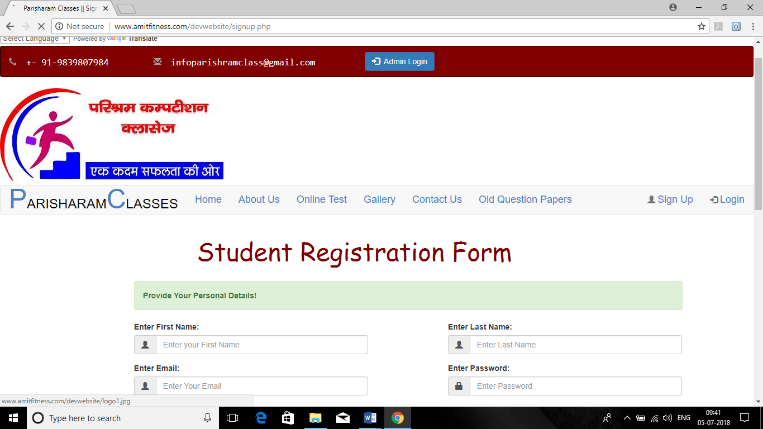 Parisharam Classes || Sign
Not secure | www.amitfitness.com/devwebsite/signup.php
Select Language Powered by Google Translate
+- 91-9839807984 infoparishramclass@gmail.com Admin Login
परिश्रम कम्पटीशन
क्लासेज
एक कदम सफलता की ओर
PARISHARAMCLASSES Home About Us Online Test Gallery Contact Us Old Question Papers Sign Up Login
Student Registration Form
Provide Your Personal Details!
Enter First Name: Enter Last Name:
Enter your First Name Enter Last Name
Enter Email: Enter Password:
Enter Your Email Enter Password
www.amitfitness.com/devwebsite/logo1.jpg
Type here to search ENG 09:41
05-07-2018